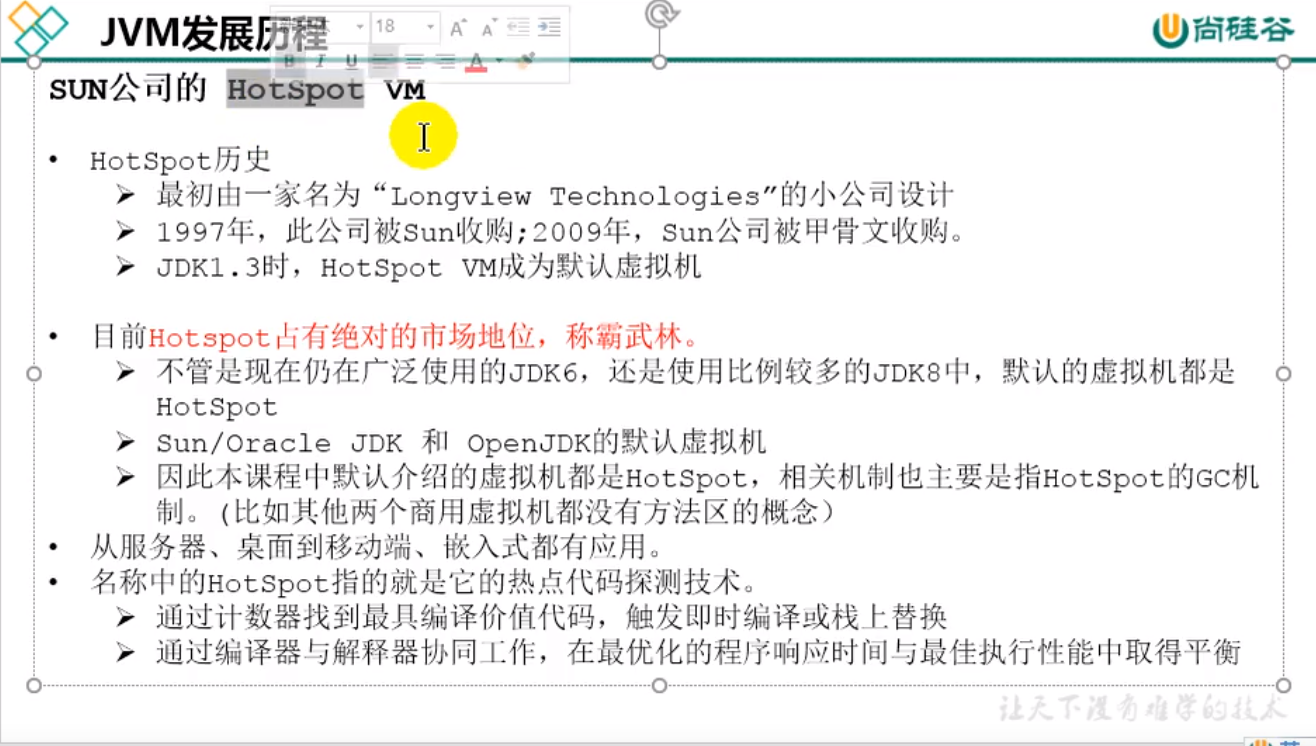 JVM发展历程
18
尚硅谷
B I U A
SUN公司的 HotSpot VM
• HotSpot历史
➢ 最初由一家名为“Longview Technologies”的小公司设计
➢ 1997年，此公司被Sun收购;2009年，Sun公司被甲骨文收购。
➢ JDK1.3时，HotSpot VM成为默认虚拟机
• 目前Hotspot占有绝对的市场地位，称霸武林。
➢ 不管是现在仍在广泛使用的JDK6，还是使用比例较多的JDK8中，默认的虚拟机都是
HotSpot
➢ Sun/Oracle JDK 和 OpenJDK的默认虚拟机
➢ 因此本课程中默认介绍的虚拟机都是HotSpot，相关机制也主要是指HotSpot的GC机
制。(比如其他两个商用虚拟机都没有方法区的概念）
• 从服务器、桌面到移动端、嵌入式都有应用。
• 名称中的HotSpot指的就是它的热点代码探测技术。
➢ 通过计数器找到最具编译价值代码，触发即时编译或栈上替换
➢ 通过编译器与解释器协同工作，在最优化的程序响应时间与最佳执行性能中取得平衡
让天下没有难学的技术